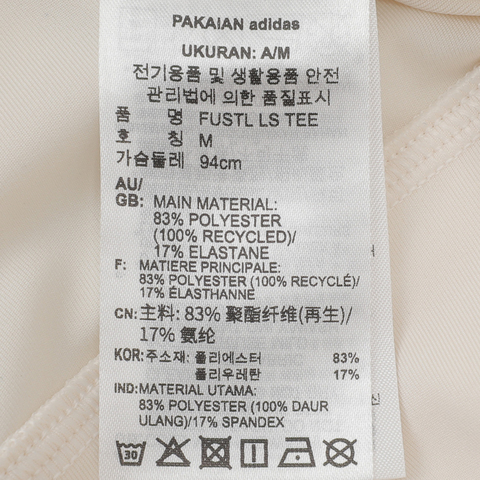 PAKAIAN adidas
UKURAN: A/M
전기용품 및 생활용품 안전
관리법에 의한 품질표시
품 명 FUSTL LS TEE
호 칭 M
가슴둘레 94cm
AU/
GB: MAIN MATERIAL:
83% POLYESTER
(100% RECYCLED)/
17% ELASTANE
F: MATIERE PRINCIPALE:
83% POLYESTER (100% RECYCLÉ)/
17% ÉLASTHANNE
CN: 主料: 83% 聚酯纤维(再生)/
17% 氨纶
KOR: 주소재: 폴리에스터 83%
폴리우레탄 17%
IND: MATERIAL UTAMA:
83% POLYESTER (100% DAUR
ULANG)/17% SPANDEX
30